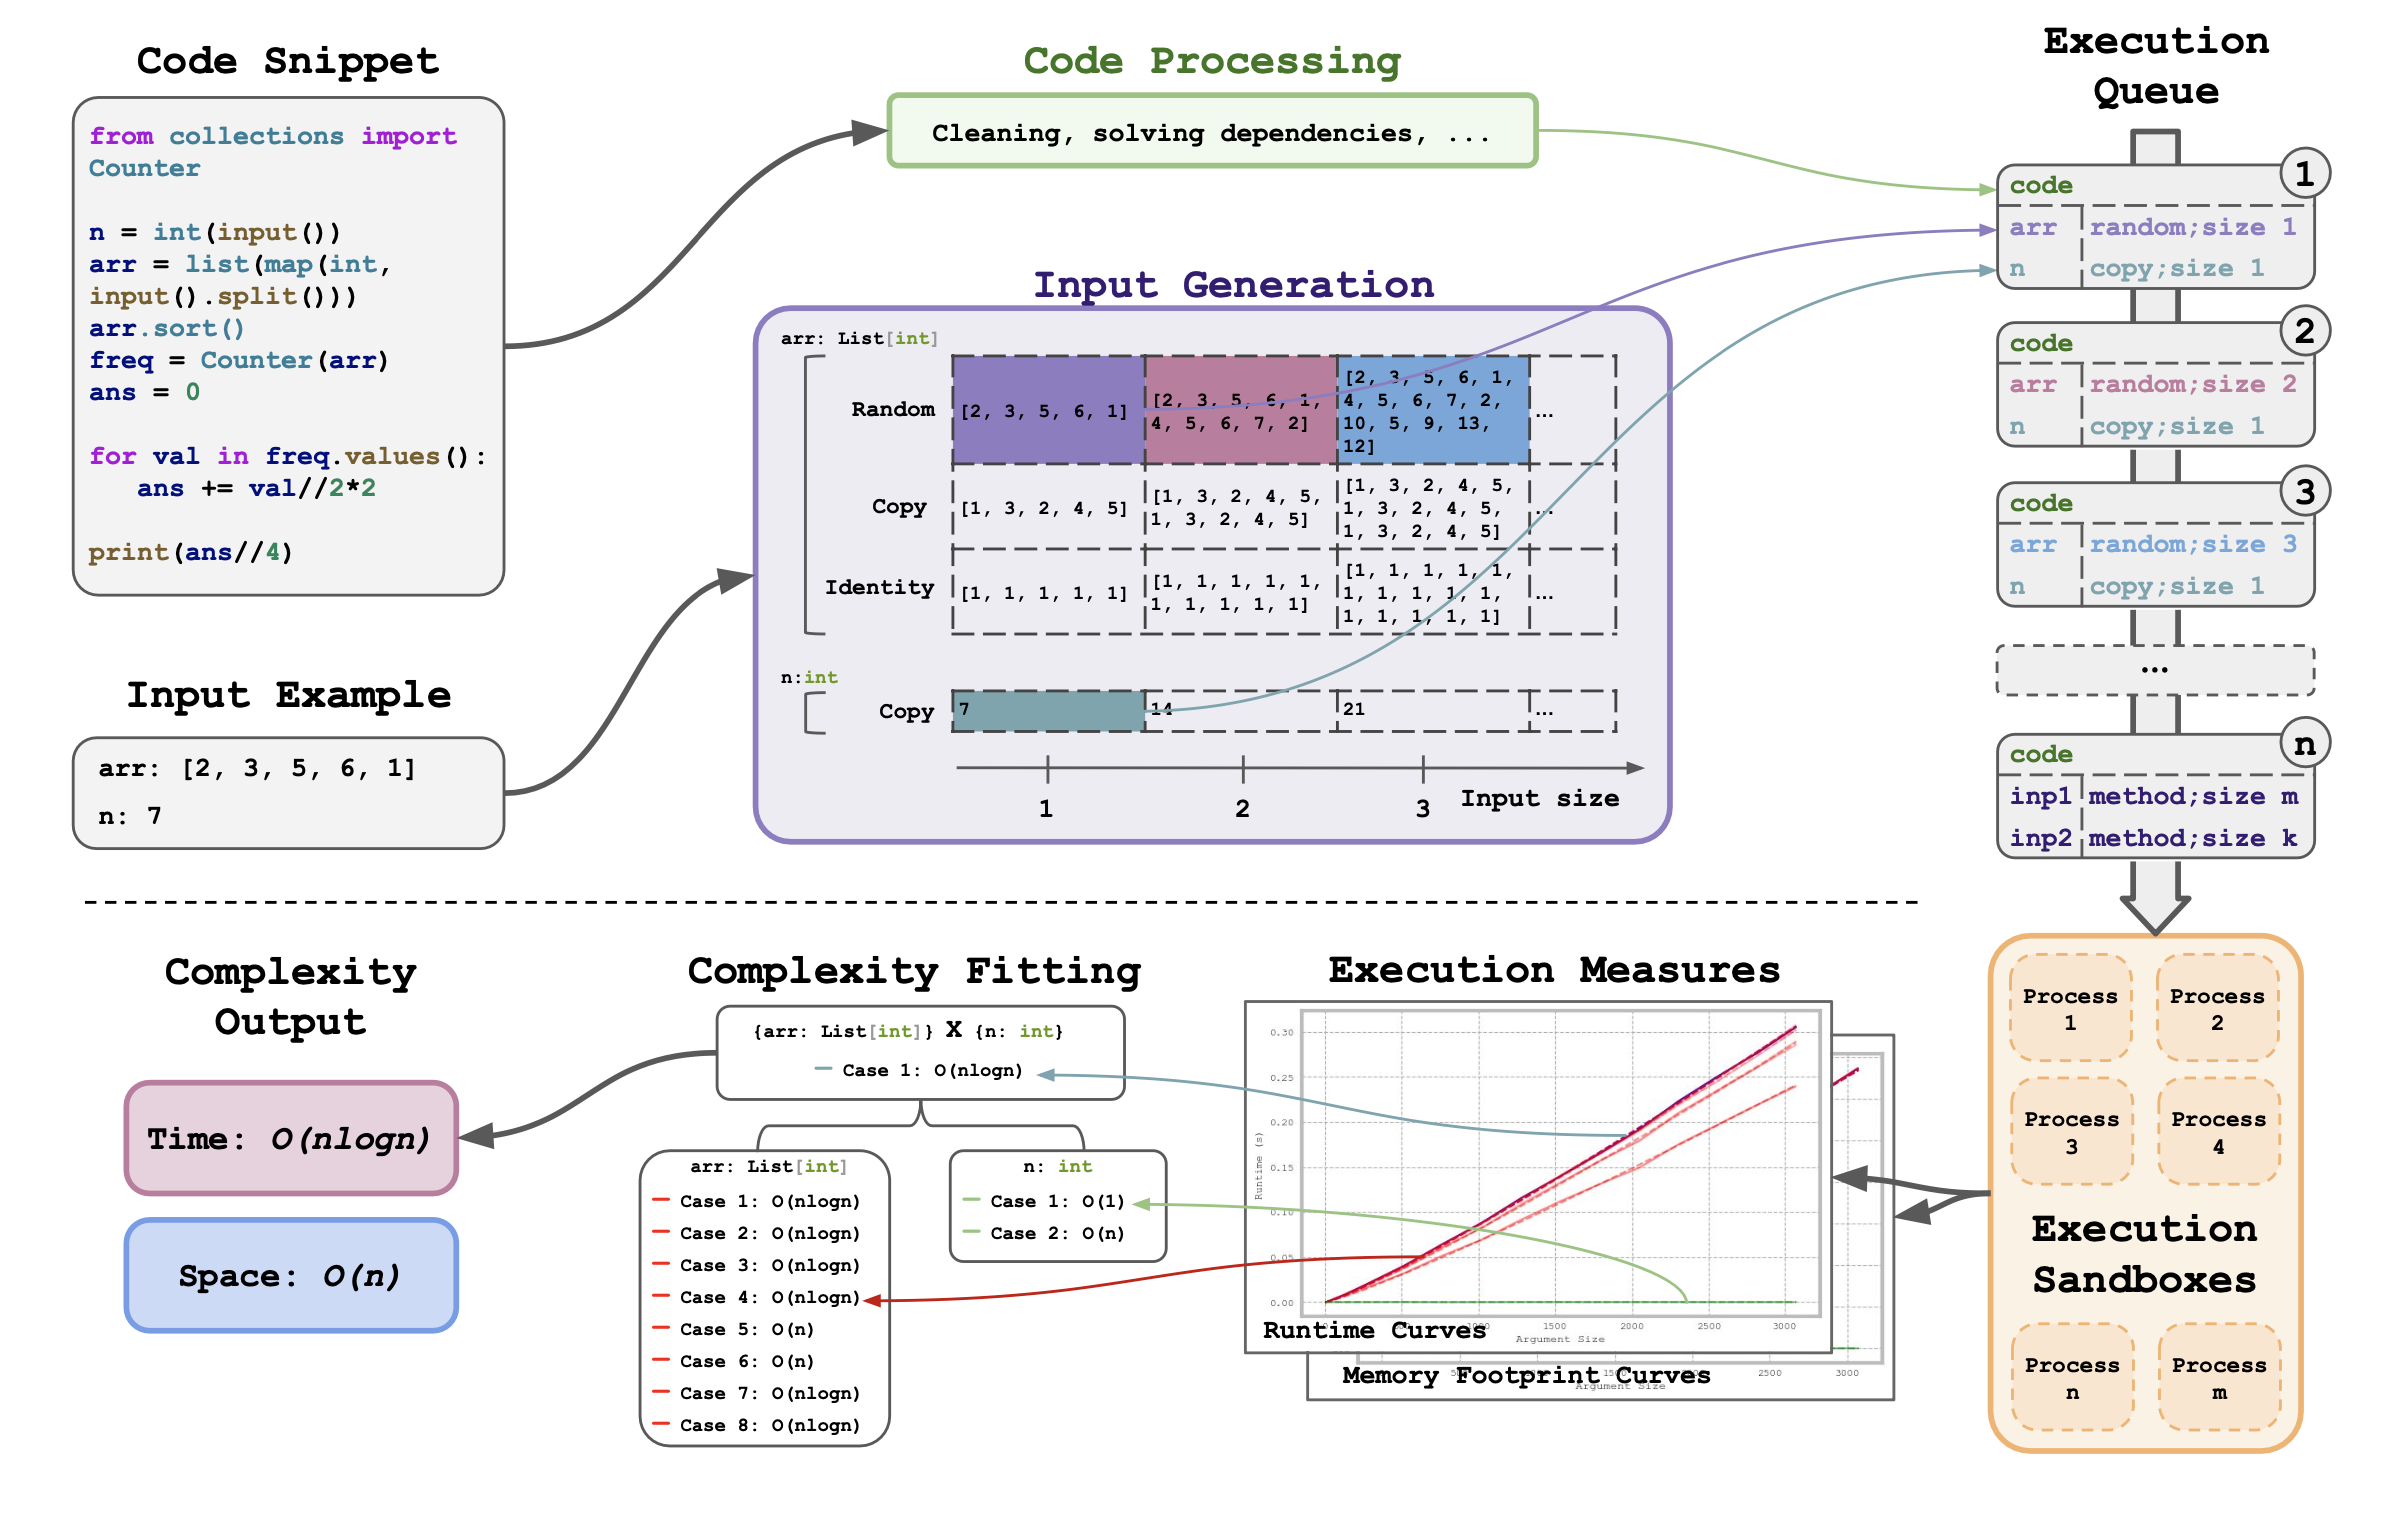 Code Snippet
from collections import
Counter
n = int(input())
arr = list(map(int,
input().split()))
arr.sort()
freq = Counter(arr)
ans = 0
for val in freq.values():
ans += val//2*2
print(ans//4)
Input Example
arr: [2, 3, 5, 6, 1]
n: 7
Code Processing
Cleaning, solving dependencies, ...
Input Generation
arr: List[int]
Random
[2, 3, 5, 6, 1]
[2, 3, 5, 6, 1,
4, 5, 6, 7, 2]
[2, 3, 5, 6, 1,
4, 5, 6, 7, 2,
10, 5, 9, 13,
12]
...
Copy
[1, 3, 2, 4, 5]
[1, 3, 2, 4, 5,
1, 3, 2, 4, 5]
[1, 3, 2, 4, 5,
1, 3, 2, 4, 5,
1, 3, 2, 4, 5]
...
Identity
[1, 1, 1, 1, 1]
[1, 1, 1, 1, 1,
1, 1, 1, 1, 1]
[1, 1, 1, 1, 1,
1, 1, 1, 1, 1,
1, 1, 1, 1, 1]
...
n:int
Copy
7
14
21
...
1
2
3
Input size
Execution
Queue
1
code
arr random;size 1
n copy;size 1
2
code
arr random;size 2
n copy;size 1
3
code
arr random;size 3
n copy;size 1
...
n
code
inp1 method;size m
inp2 method;size k
Process
1
Process
2
Process
3
Process
4
Execution
Sandboxes
Process
n
Process
m
Execution Measures
0.30
0.25
0.20
0.15
0.10
0.05
0.00
Runtime (s)
1000
1500
2000
2500
3000
Argument Size
Runtime Curves
2500
3000
Argument Size
Memory Footprint Curves
Complexity Fitting
{arr: List[int]} X {n: int}
Case 1: O(nlogn)
arr: List[int]
Case 1: O(nlogn)
Case 2: O(nlogn)
Case 3: O(nlogn)
Case 4: O(nlogn)
Case 5: O(n)
Case 6: O(n)
Case 7: O(nlogn)
Case 8: O(nlogn)
n: int
Case 1: O(1)
Case 2: O(n)
Complexity
Output
Time: O(nlogn)
Space: O(n)